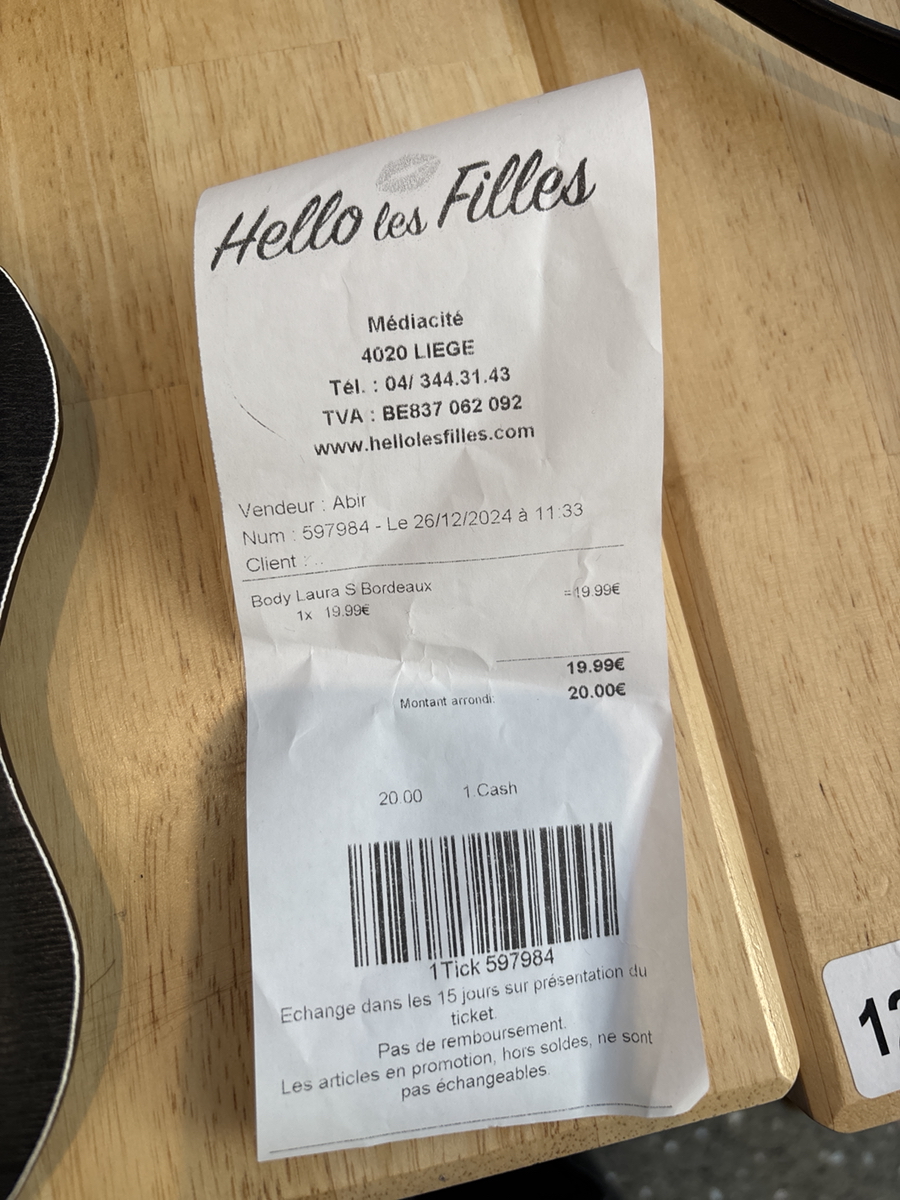 Hello les Filles
Médiacité
4020 LIEGE
Tél. : 04/ 344.31.43
TVA : BE837 062 092
www.hellolesfilles.com
Vendeur : Abir
Num : 597984 - Le 26/12/2024 à 11:33
Client : ..
Body Laura S Bordeaux =19.99€
1x 19.99€
19.99€
Montant arrondi: 20.00€
20.00 1 Cash
1Tick 597984
Echange dans les 15 jours sur présentation du
ticket.
Pas de remboursement.
Les articles en promotion, hors soldes, ne sont
pas échangeables.